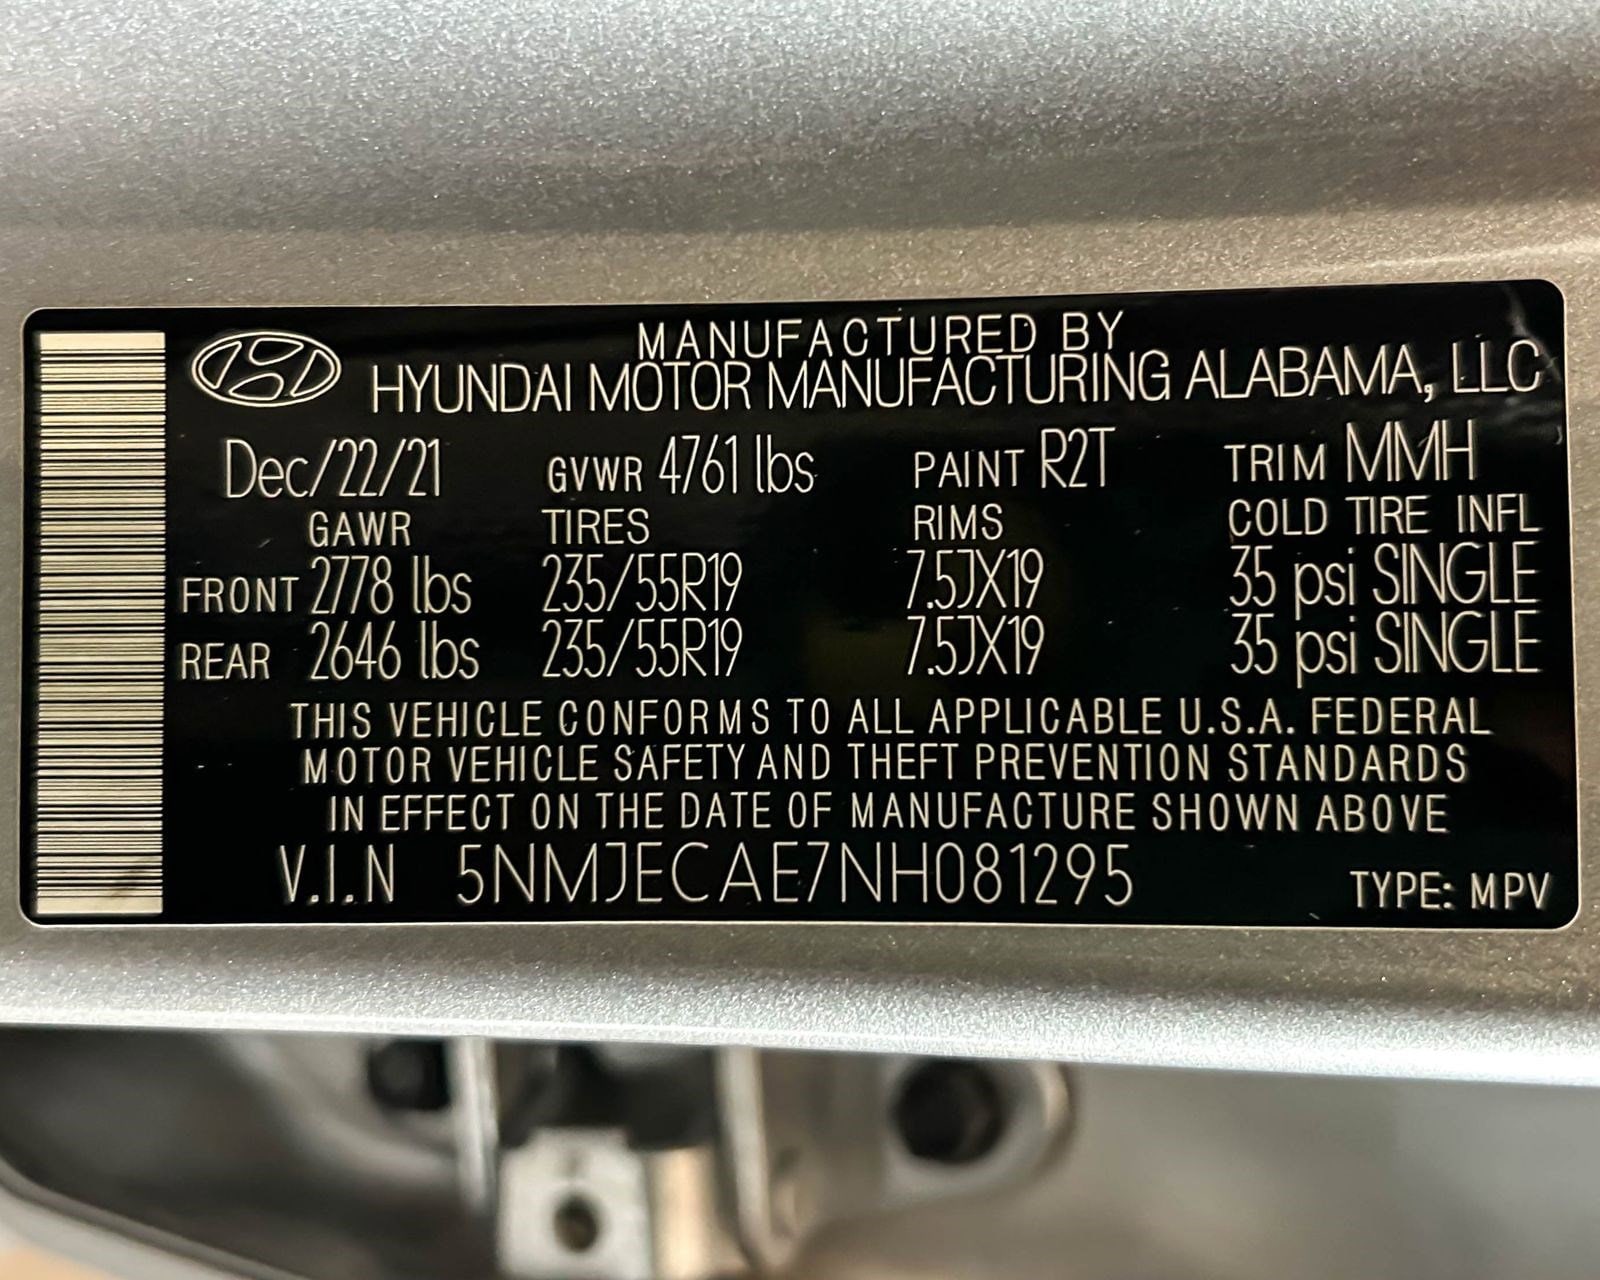 MANUFACTURED BY
HYUNDAI MOTOR MANUFACTURING ALABAMA, LLC
Dec/22/21 GVWR 4761 lbs PAINT R2T TRIM MMH
GAWR TIRES RIMS COLD TIRE INFL
FRONT 2778 lbs 235/55R19 7.5JX19 35 psi SINGLE
REAR 2646 lbs 235/55R19 7.5JX19 35 psi SINGLE
THIS VEHICLE CONFORMS TO ALL APPLICABLE U.S.A. FEDERAL
MOTOR VEHICLE SAFETY AND THEFT PREVENTION STANDARDS
IN EFFECT ON THE DATE OF MANUFACTURE SHOWN ABOVE
V.I.N 5NMJECAE7NH081295 TYPE: MPV